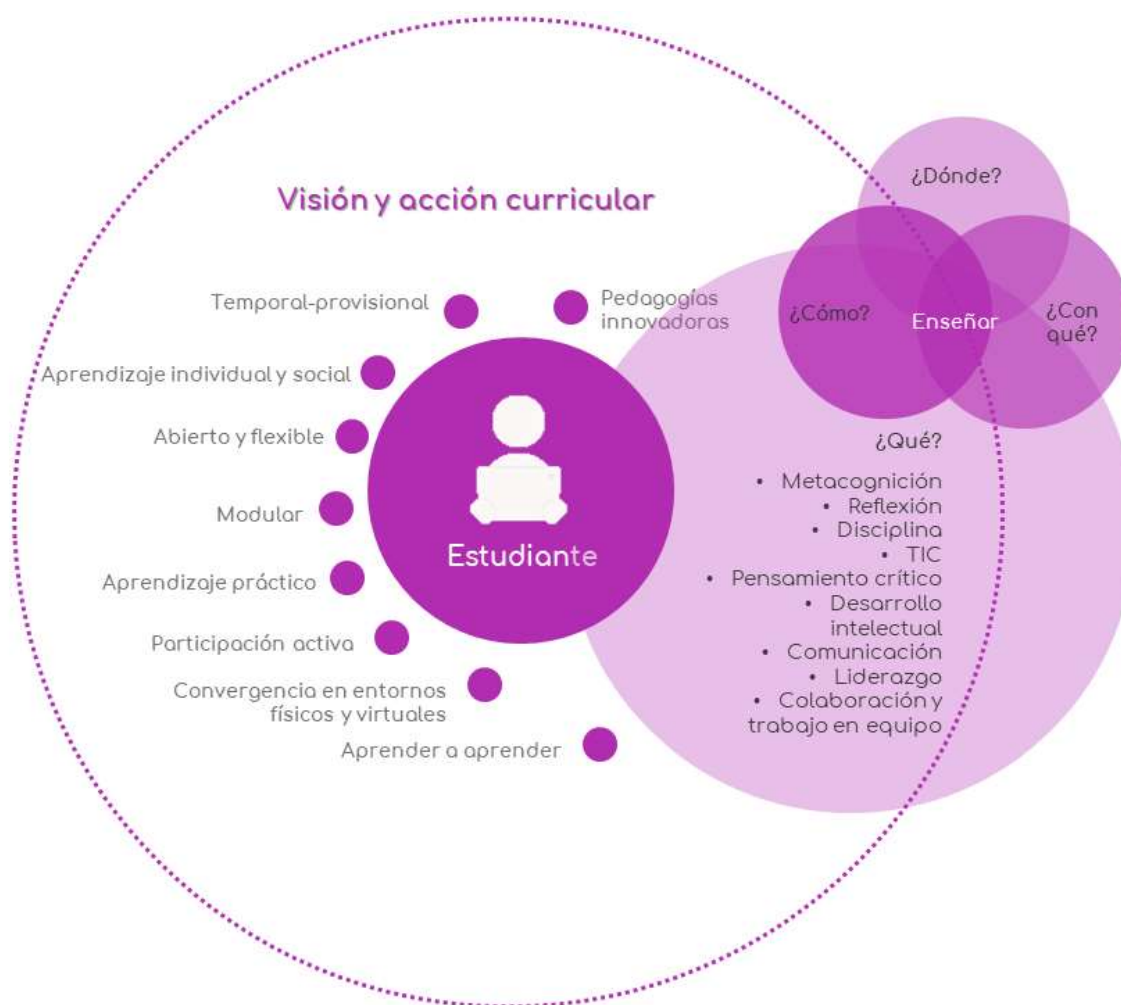 Visión y acción curricular
Temporal-provisional
Pedagogías
innovadoras
Aprendizaje individual y social
Abierto y flexible
Modular
Aprendizaje práctico
Participación activa
Convergencia en entornos
físicos y virtuales
Aprender a aprender
Estudiante
¿Dónde?
¿Cómo?
Enseñar
¿Con
qué?
¿Qué?
• Metacognición
• Reflexión
• Disciplina
• TIC
• Pensamiento crítico
• Desarrollo
intelectual
• Comunicación
• Liderazgo
• Colaboración y
trabajo en equipo